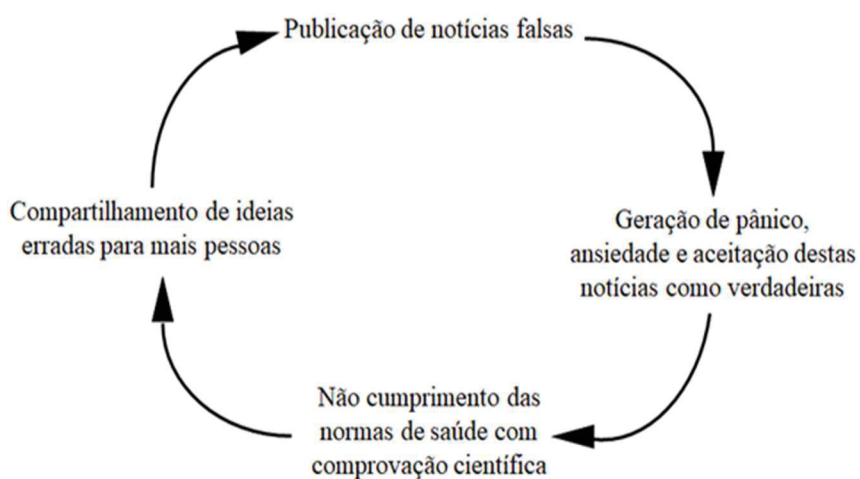 Publicação de notícias falsas
Geração de pânico,
ansiedade e aceitação destas
notícias como verdadeiras
Não cumprimento das
normas de saúde com
comprovação científica
Compartilhamento de ideias
erradas para mais pessoas